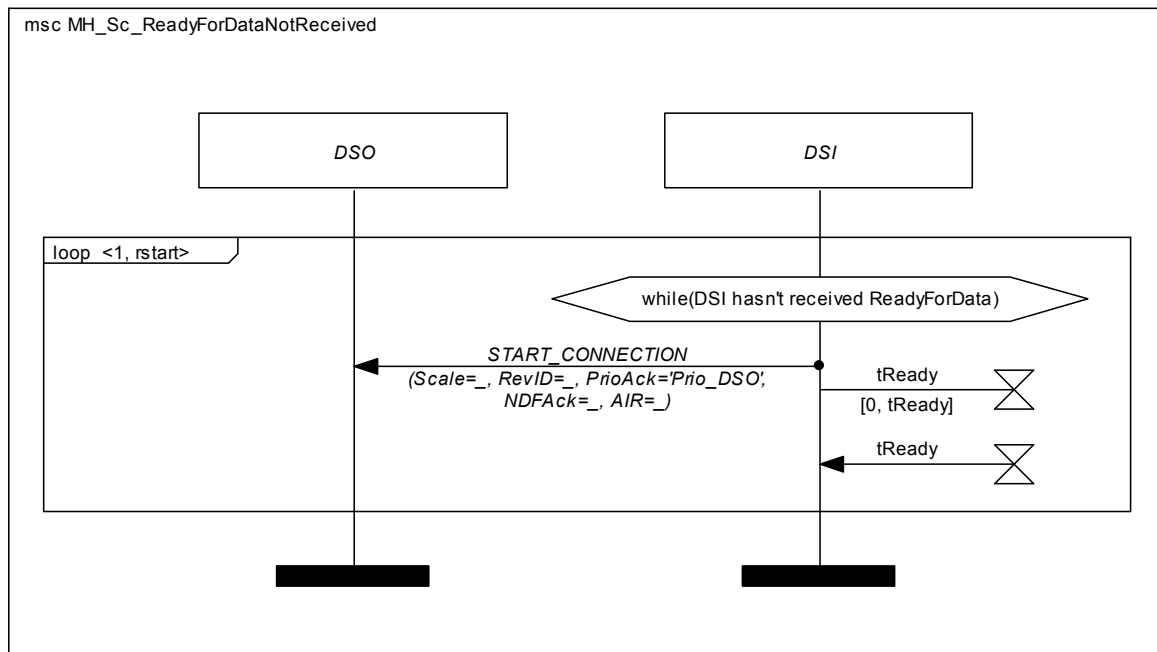 msc MH_Sc_ReadyForDataNotReceived
DSO
DSI
loop <1, rstart>
while(DSI hasn't received ReadyForData)
START_CONNECTION
(Scale=_, RevID=_, PrioAck='Prio_DSO',
NDFAck=_, AIR=_)
tReady
[0, tReady]
tReady